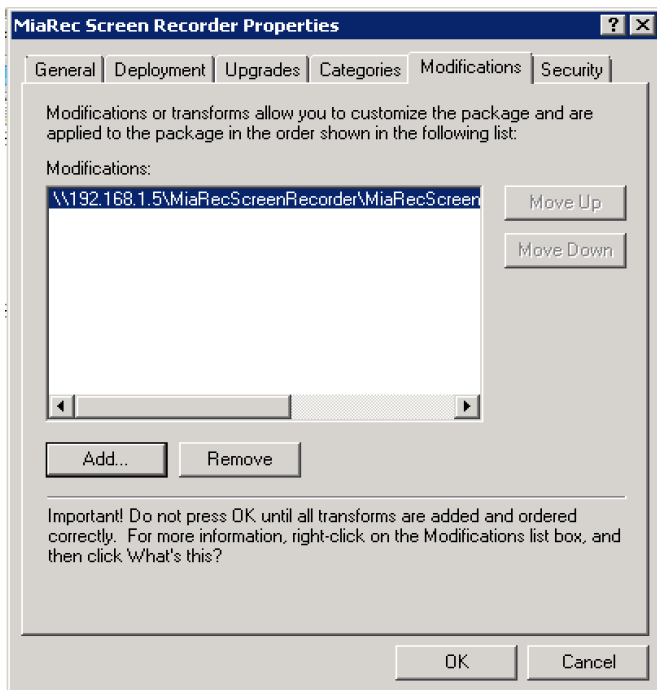 MiaRec Screen Recorder Properties
General Deployment Upgrades Categories Modifications Security
Modifications or transforms allow you to customize the package and are
applied to the package in the order shown in the following list:
Modifications:
\\192.168.1.5\MiaRecScreenRecorder\MiaRecScreen
Move Up
Move Down
Add... Remove
Important! Do not press OK until all transforms are added and ordered
correctly. For more information, right-click on the Modifications list box, and
then click What's this?
OK Cancel